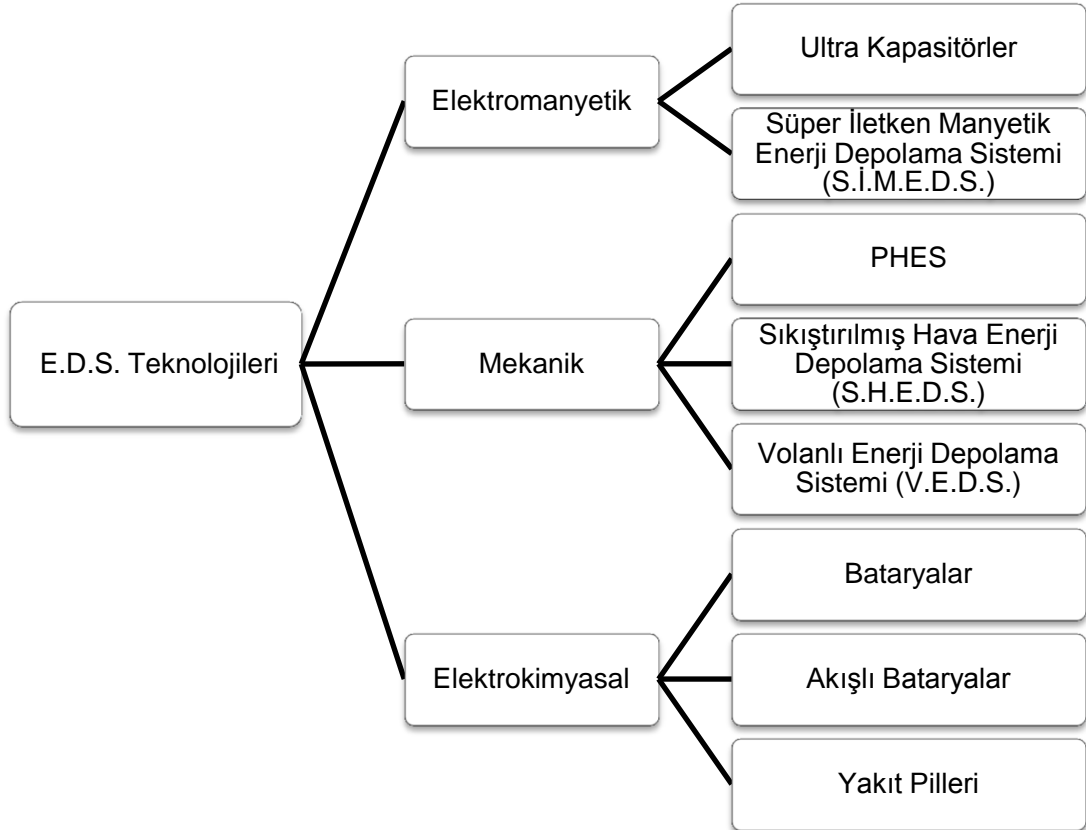 E.D.S. Teknolojileri
Elektromanyetik
Ultra Kapasitörler
Süper İletken Manyetik
Enerji Depolama Sistemi
(S.İ.M.E.D.S.)
Mekanik
PHES
Sıkıştırılmış Hava Enerji
Depolama Sistemi
(S.H.E.D.S.)
Volanlı Enerji Depolama
Sistemi (V.E.D.S.)
Elektrokimyasal
Bataryalar
Akışlı Bataryalar
Yakıt Pilleri